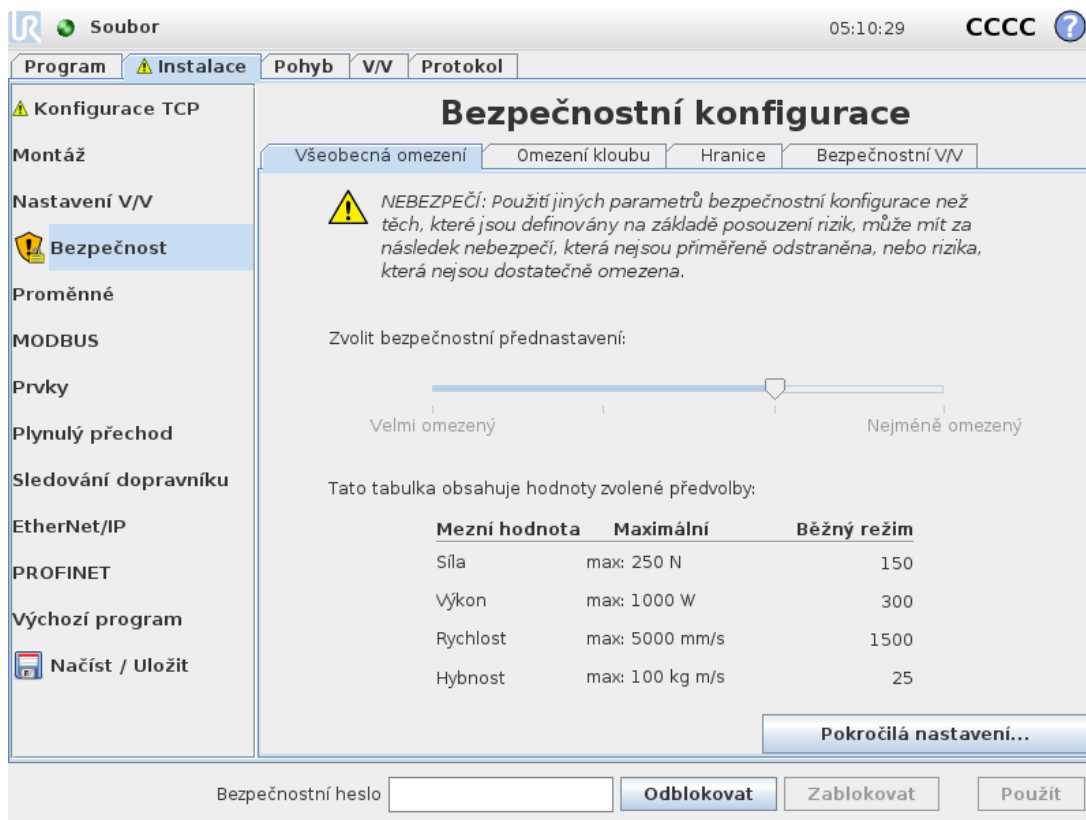 UR Soubor 05:10:29 CCCC ?
Program Instalace Pohyb V/V Protokol
Konfigurace TCP
Montáž
Nastavení V/V
Bezpečnost
Proměnné
MODBUS
Prvky
Plynulý přechod
Sledování dopravníku
EtherNet/IP
PROFINET
Výchozí program
Načíst / Uložit
Bezpečnostní konfigurace
Všeobecná omezení Omezení kloubu Hranice Bezpečnostní V/V
NEBEZPEČÍ: Použití jiných parametrů bezpečnostní konfigurace než
těch, které jsou definovány na základě posouzení rizik, může mít za
následek nebezpečí, která nejsou přiměřeně odstraněna, nebo rizika,
která nejsou dostatečně omezena.
Zvolit bezpečnostní přednastavení:
Velmi omezený Nejméně omezený
Tato tabulka obsahuje hodnoty zvolené předvolby:
Mezní hodnota Maximální Běžný režim
Síla max: 250 N 150
Výkon max: 1000 W 300
Rychlost max: 5000 mm/s 1500
Hybnost max: 100 kg m/s 25
Pokročilá nastavení...
Bezpečnostní heslo Odblokovat Zablokovat Použít